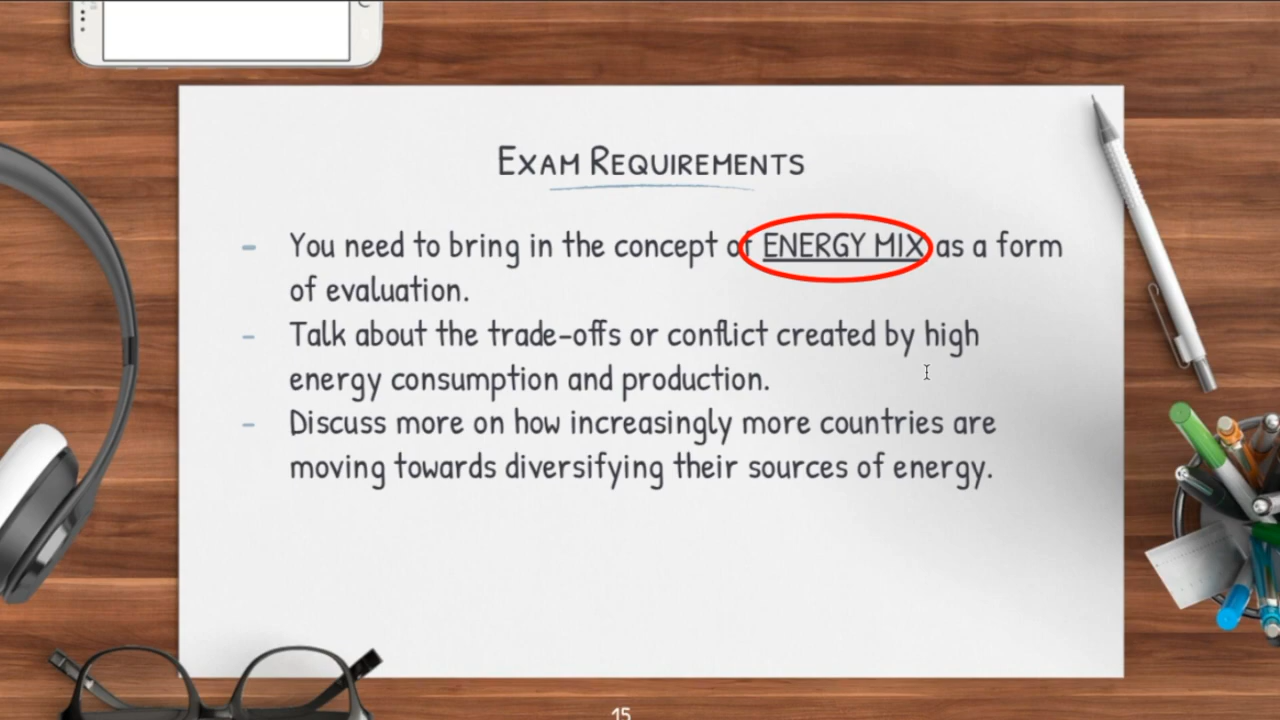 Exam Requirements
- You need to bring in the concept of ENERGY MIX as a form
of evaluation.
- Talk about the trade-offs or conflict created by high
energy consumption and production.
- Discuss more on how increasingly more countries are
moving towards diversifying their sources of energy.
15